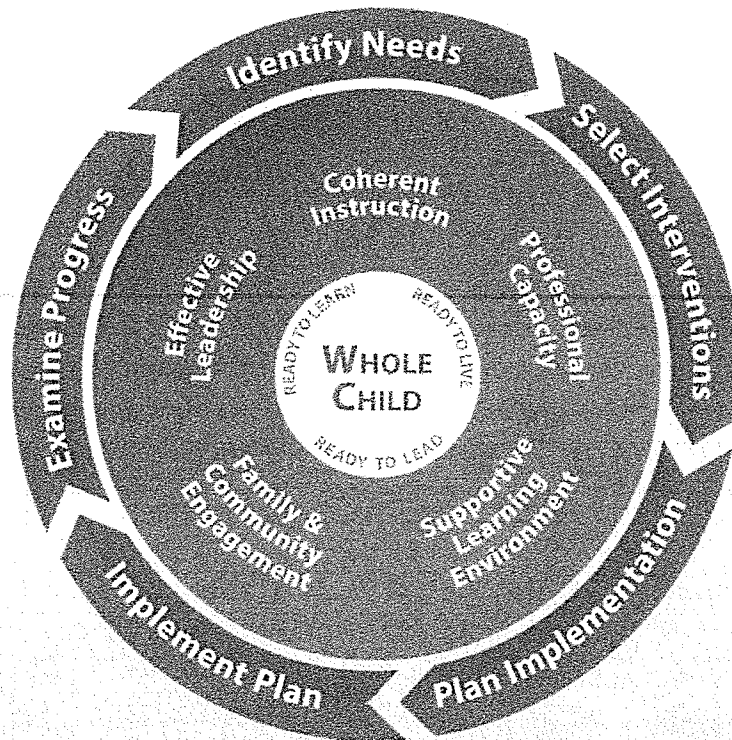 Identify Needs
Select Interventions
Plan Implementation
Implement Plan
Examine Progress
Coherent
Instruction
Professional
Capacity
Supportive
Learning
Environment
Family &
Community
Engagement
Effective
Leadership
READY TO LEARN
READY TO LIVE
READY TO LEAD
WHOLE
CHILD